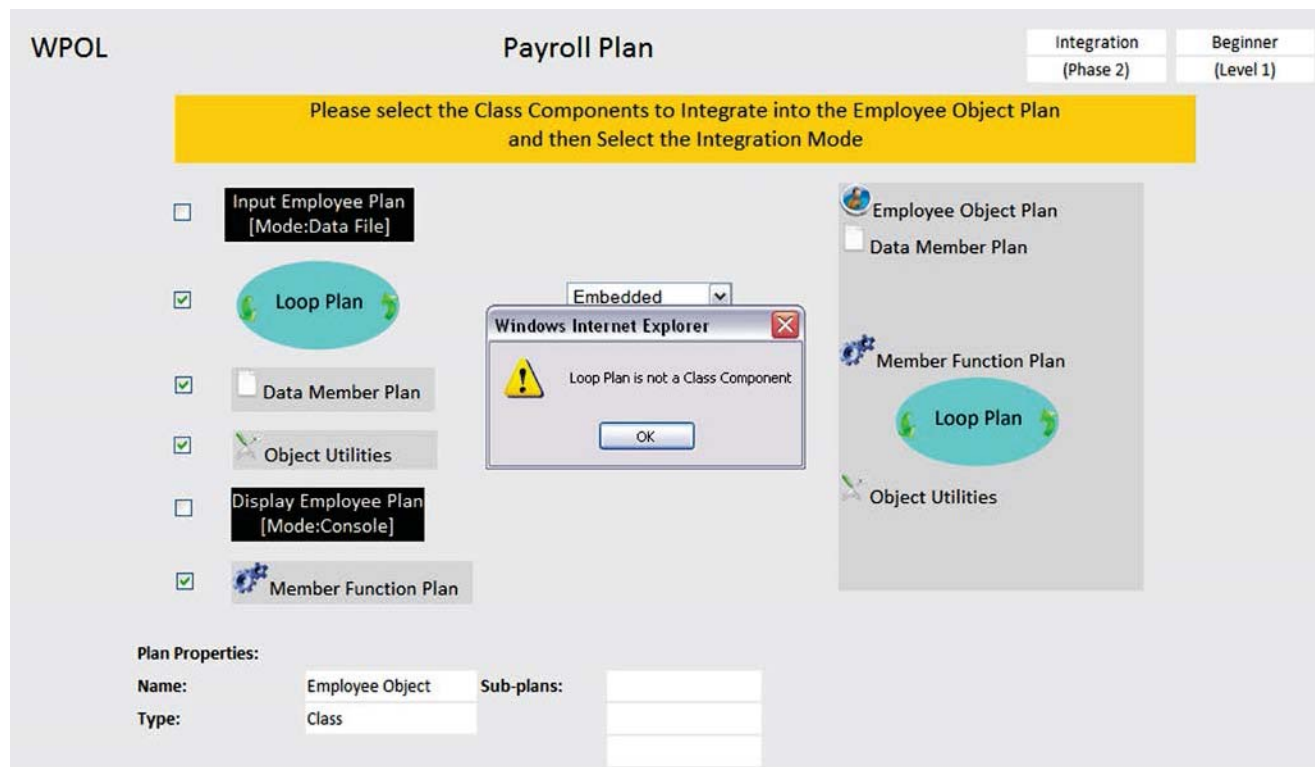 WPOL
Payroll Plan
Integration
(Phase 2)
Beginner
(Level 1)
Please select the Class Components to Integrate into the Employee Object Plan
and then Select the Integration Mode
Input Employee Plan
[Mode:Data File]
Loop Plan
Embedded
Windows Internet Explorer
Loop Plan is not a Class Component
OK
Data Member Plan
Object Utilities
Display Employee Plan
[Mode:Console]
Member Function Plan
Employee Object Plan
Data Member Plan
Member Function Plan
Loop Plan
Object Utilities
Plan Properties:
Name:
Employee Object
Sub-plans:
Type:
Class